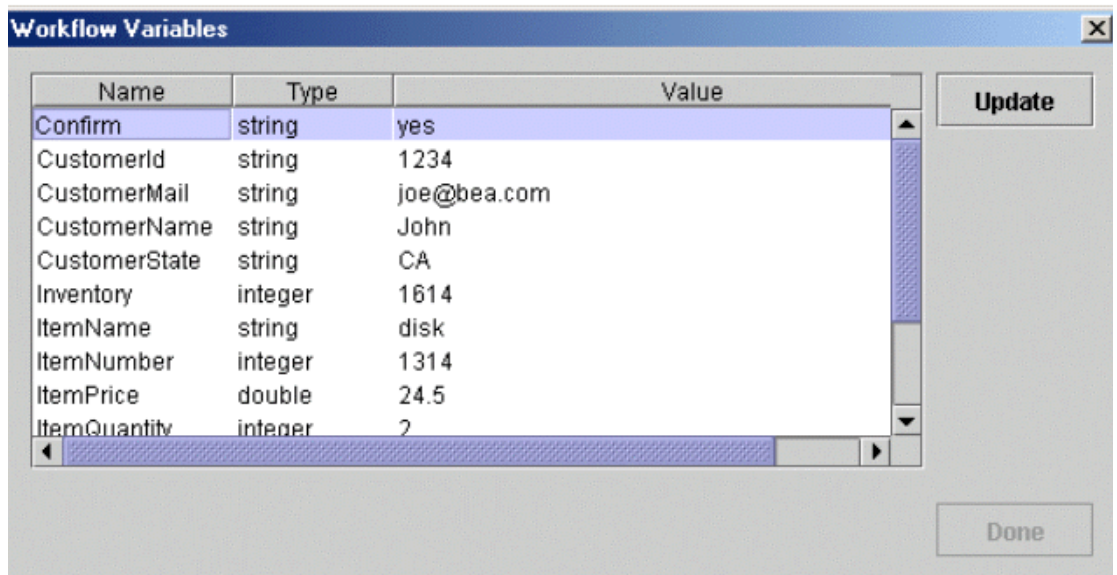 Workflow Variables
Name Type Value
Update
Confirm string yes
CustomerId string 1234
CustomerMail string joe@bea.com
CustomerName string John
CustomerState string CA
Inventory integer 1614
ItemName string disk
ItemNumber integer 1314
ItemPrice double 24.5
ItemQuantity integer 2
Done